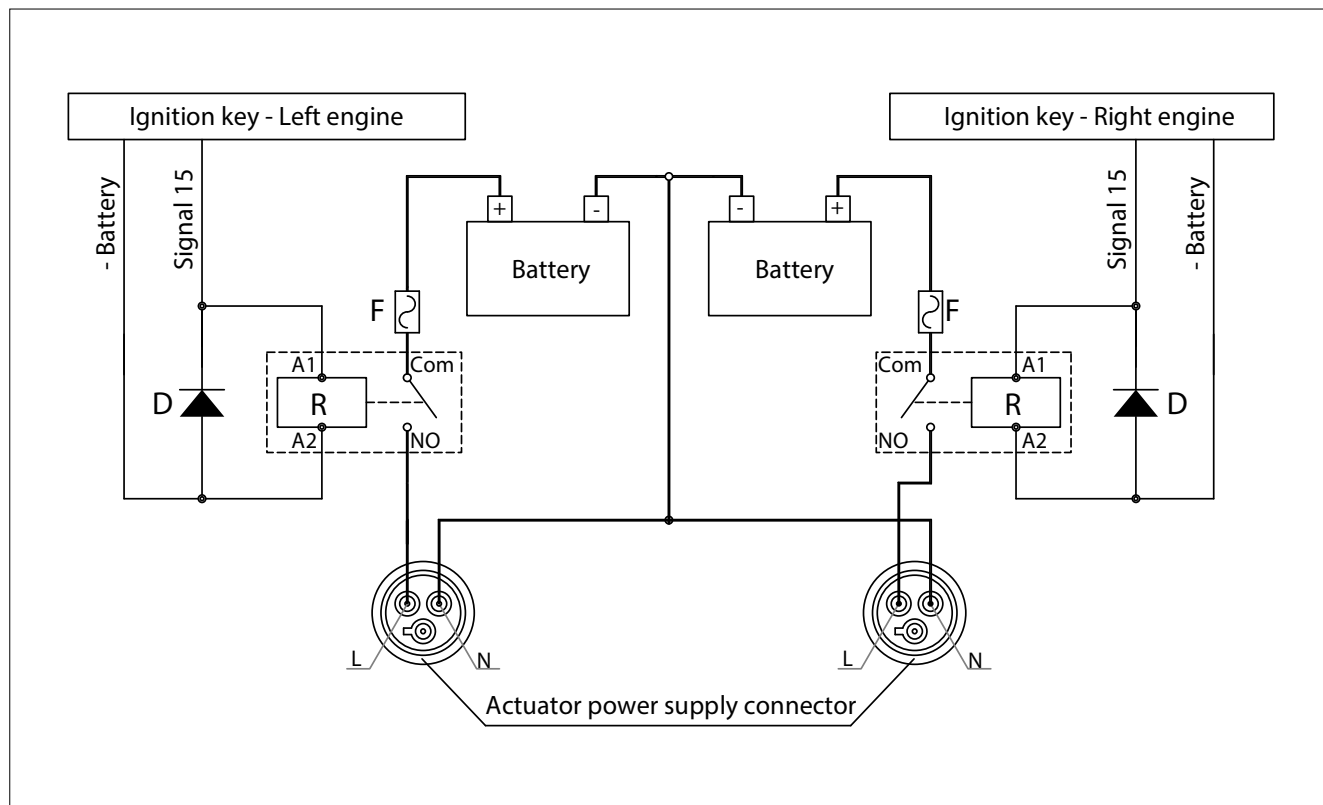 Ignition key - Left engine
Ignition key - Right engine
- Battery
Signal 15
Signal 15
- Battery
+
-
-
+
Battery
Battery
F
F
A1
Com
Com
A1
D
R
R
D
A2
NO
NO
A2
L
N
L
N
Actuator power supply connector